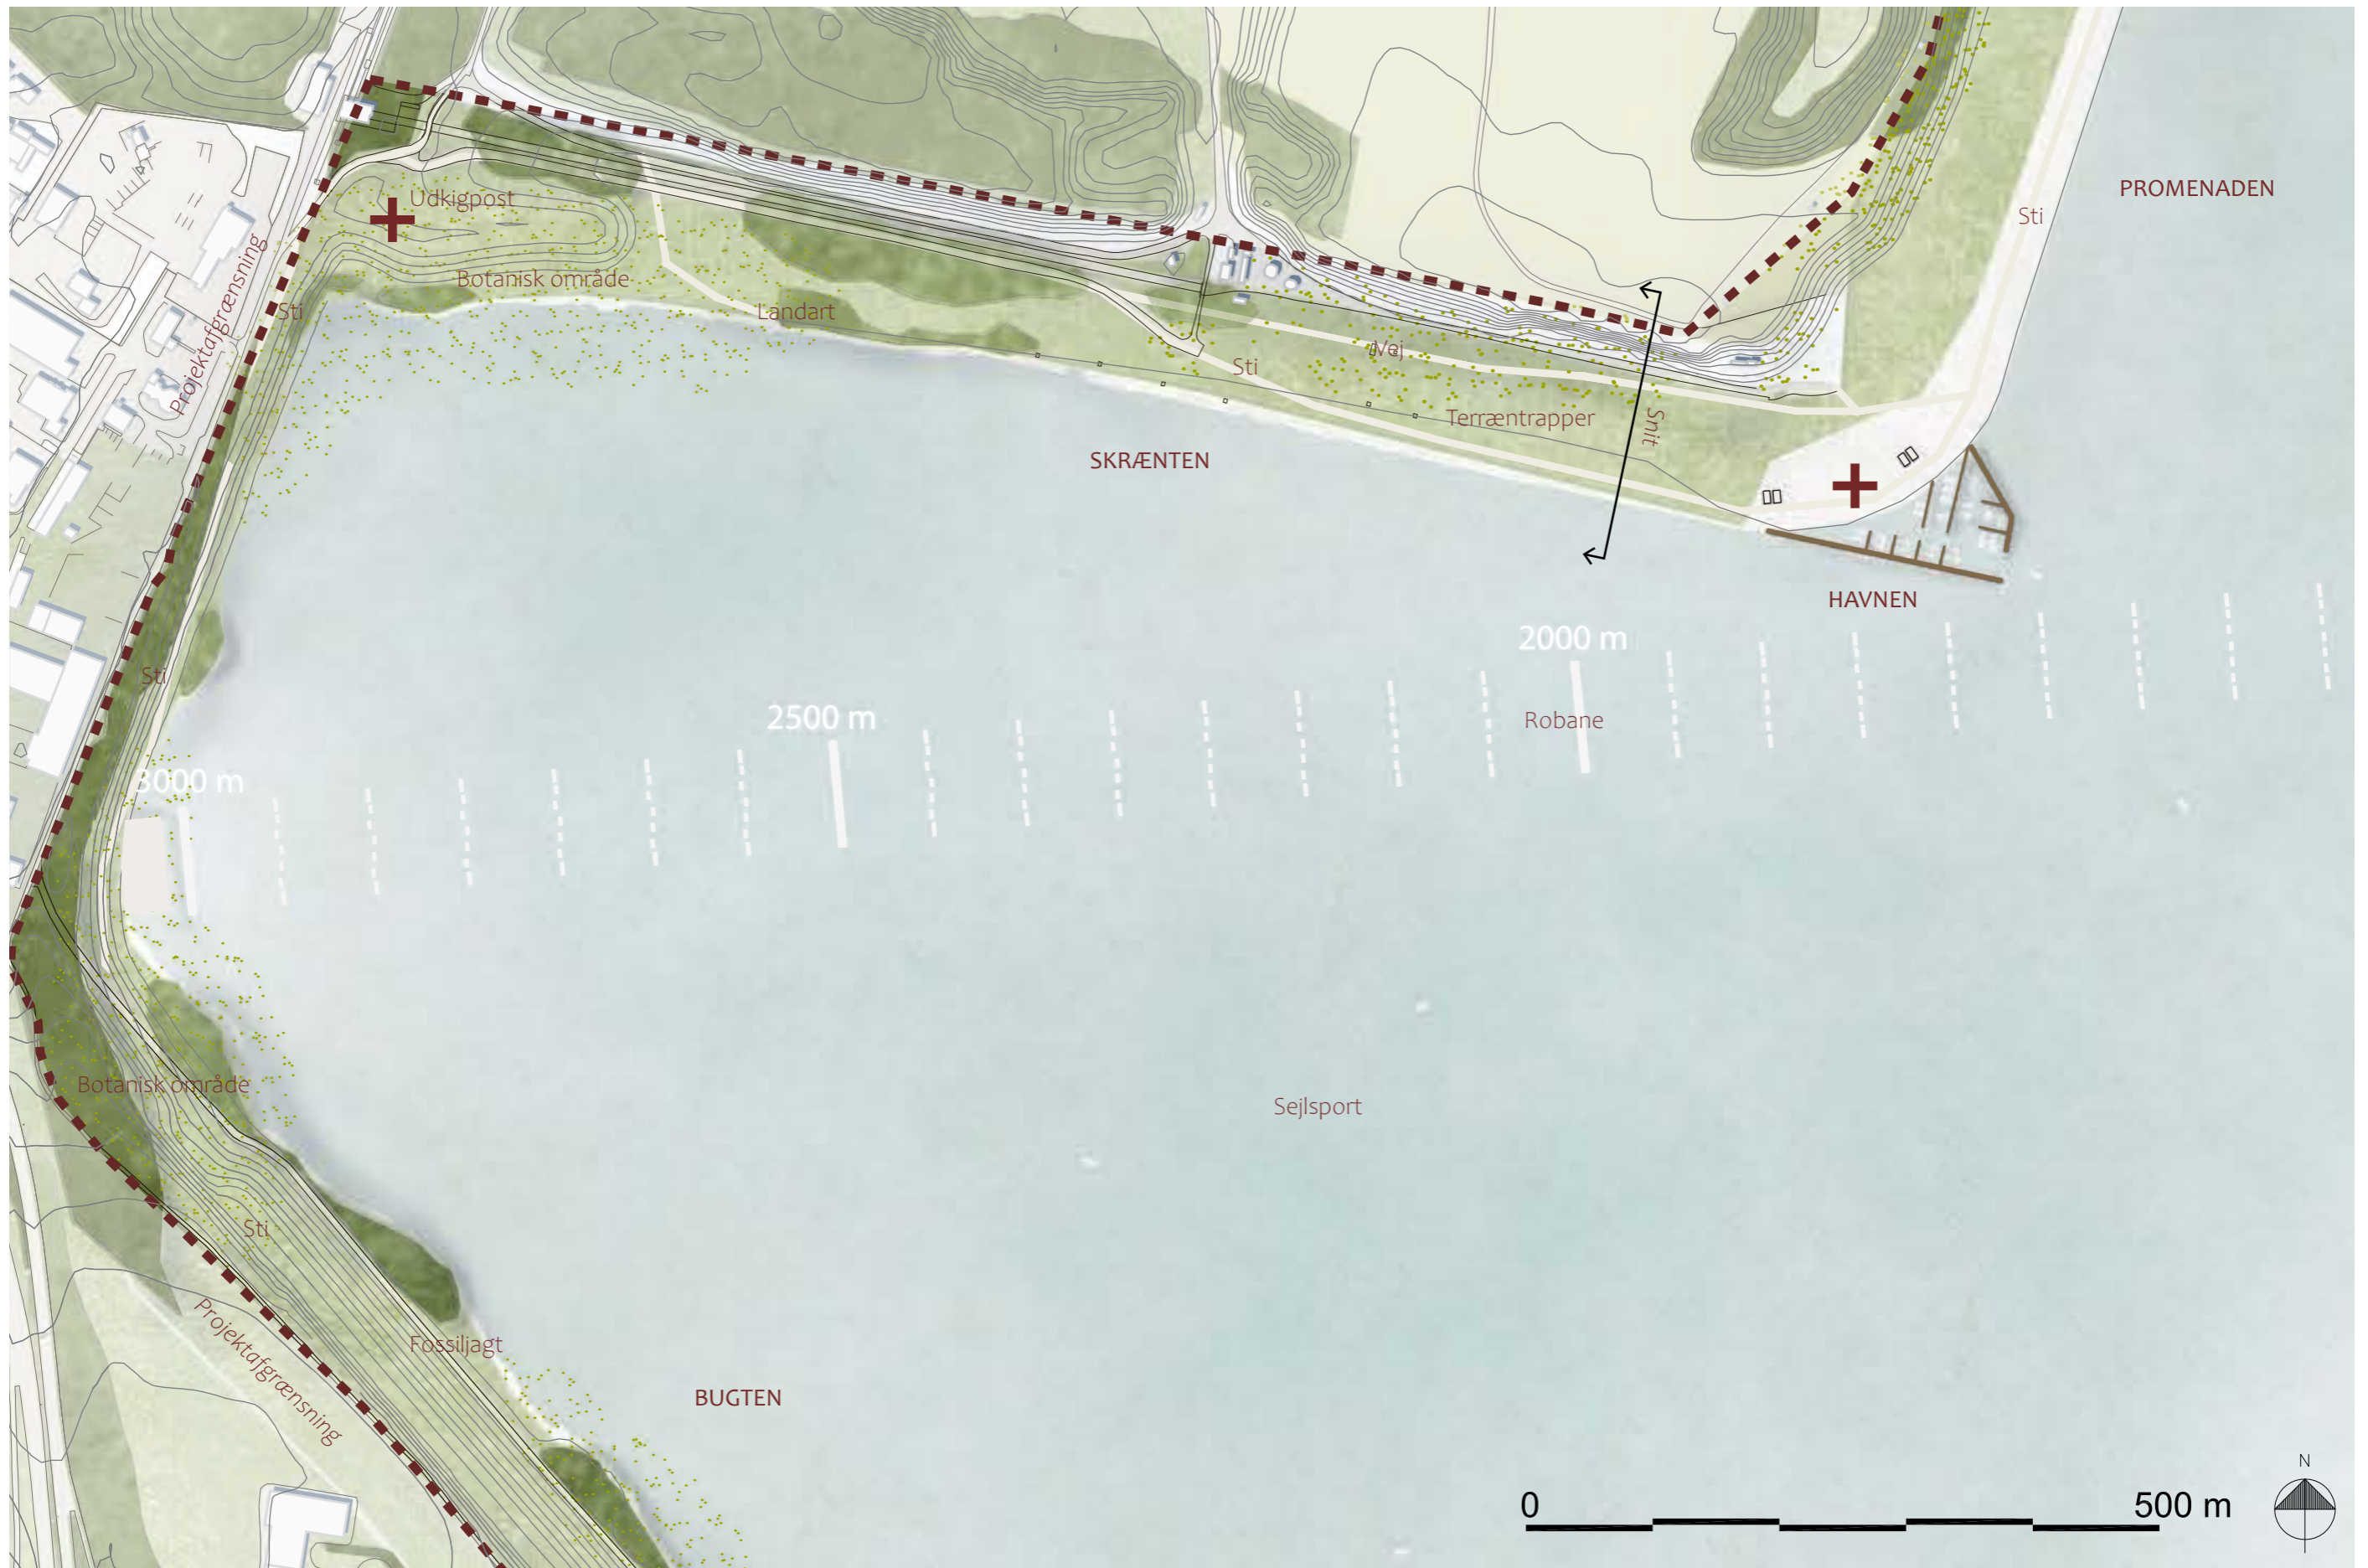 PROMENADEN
Udkigpost
Sti
Projektafgrænsning
Botanisk område
Sti
Landart
Vej
Sti
Terræntrapper
Snit
SKRÆNTEN
HAVNEN
2000 m
Sti
2500 m
Robane
3000 m
Botanisk område
Sejlsport
Sti
Projektafgrænsning
Fossiljagt
BUGTEN
N
0
500 m